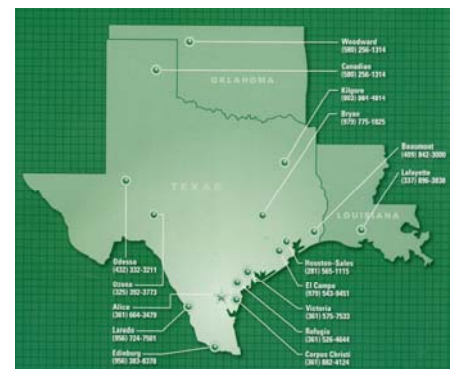 Woodward
(580) 256-1314
Canadian
(580) 256-1314
OKLAHOMA
Kilgore
(903) 984-4814
Bryan
(979) 775-1825
Beaumont
(409) 842-3000
Lafayette
(337) 896-3838
TEXAS
LOUISIANA
Odessa
(432) 332-3211
Ozona
(325) 392-3773
Alice
(361) 664-3479
Laredo
(956) 724-7501
Edinburg
(956) 383-8378
Houston-Sales
(281) 565-1115
El Campo
(979) 543-9451
Victoria
(361) 575-7533
Refugio
(361) 526-4644
Corpus Christi
(361) 882-4124